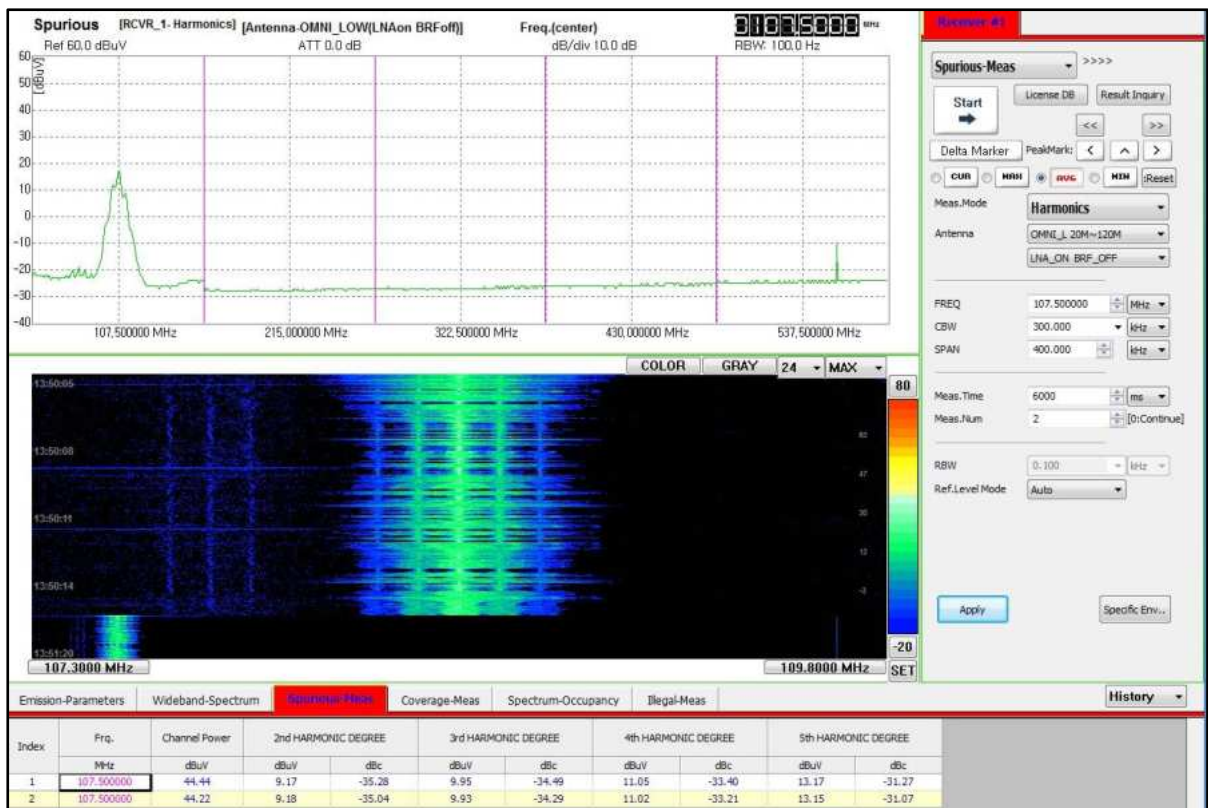 Spurious [RCVR_1- Harmonics] [Antenna-OMNI_LOW(LNAon BRFoff)] Freq.(center) 0107.5000 MHz
Ref 60.0 dBuV ATT 0.0 dB dB/div 10.0 dB RBW: 100.0 Hz
[dBuV]
60
50
40
30
20
10
0
-10
-20
-30
-40
107,500000 MHz 215,000000 MHz 322,500000 MHz 430,000000 MHz 537,500000 MHz
COLOR GRAY 24 MAX
13:50:05
13:50:08
13:50:11
13:50:14
13:51:20
80
47
30
13
-3
-20
SET
107.3000 MHz 109.8000 MHz
Receiver #1
Spurious-Meas >>>>
Start License DB Result Inquiry
<< >>
Delta Marker PeakMark: < ^ >
CUR MAX AVG MIN :Reset
Meas.Mode Harmonics
Antenna OMNI_L 20M~120M
LNA_ON BRF_OFF
FREQ 107.500000 MHz
CBW 300.000 kHz
SPAN 400.000 kHz
Meas.Time 6000 ms
Meas.Num 2 [0:Continue]
RBW 0.100 kHz
Ref.Level Mode Auto
Apply Specific Env...
Emission-Parameters Wideband-Spectrum Spurious-Meas Coverage-Meas Spectrum-Occupancy Illegal-Meas History
Index Frq. Channel Power 2nd HARMONIC DEGREE 3rd HARMONIC DEGREE 4th HARMONIC DEGREE 5th HARMONIC DEGREE
MHz dBuV dBuV dBc dBuV dBc dBuV dBc dBuV dBc
1 107.500000 44.44 9.17 -35.28 9.95 -34.49 11.05 -33.40 13.17 -31.27
2 107.500000 44.22 9.18 -35.04 9.93 -34.29 11.02 -33.21 13.15 -31.07